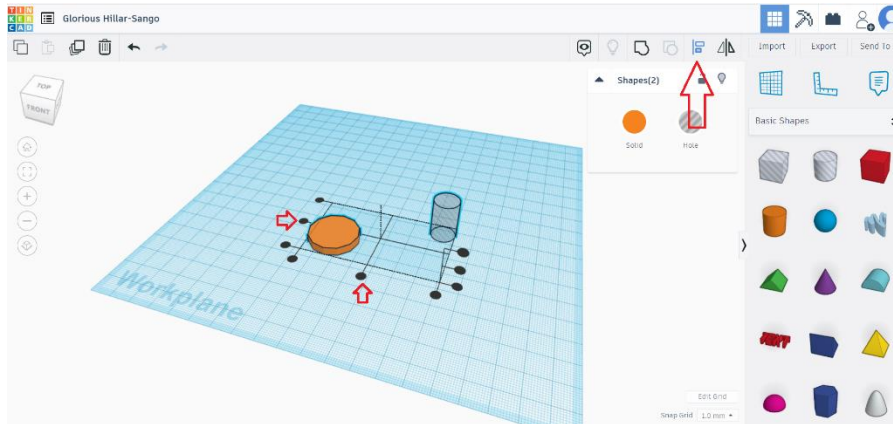 TIN
KER
CAD
Glorious Hillar-Sango
Import
Export
Send To
TOP
FRONT
Shapes(2)
Solid
Hole
Basic Shapes
Workplane
TEXT
Edit Grid
Snap Grid 1.0 mm